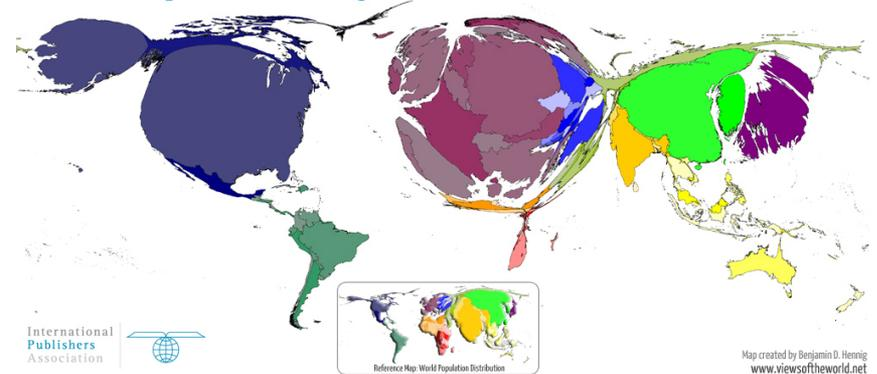 International
Publishers
Association
Reference Map: World Population Distribution
Map created by Benjamin D. Hennig
www.viewsoftheworld.net